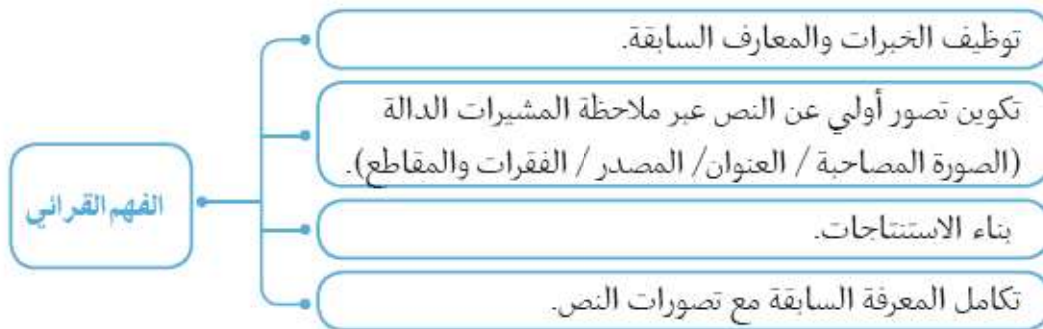 توظيف الخبرات والمعارف السابقة.
تكوين تصور أولي عن النص عبر ملاحظة المشيرات الدالة
(الصورة المصاحبة / العنوان/ المصدر / الفقرات والمقاطع).
الفهم القرائي
بناء الاستنتاجات.
تكامل المعرفة السابقة مع تصورات النص.